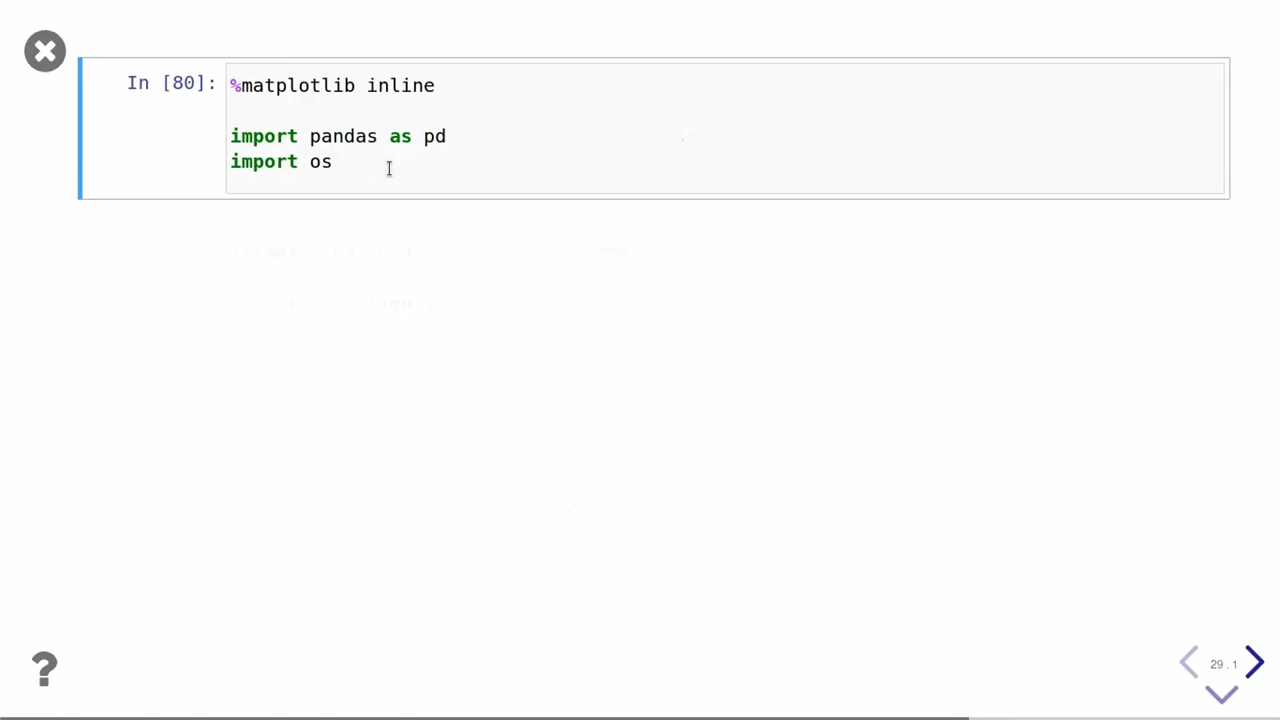 In [80]: %matplotlib inline
import pandas as pd
import os
?
29.1